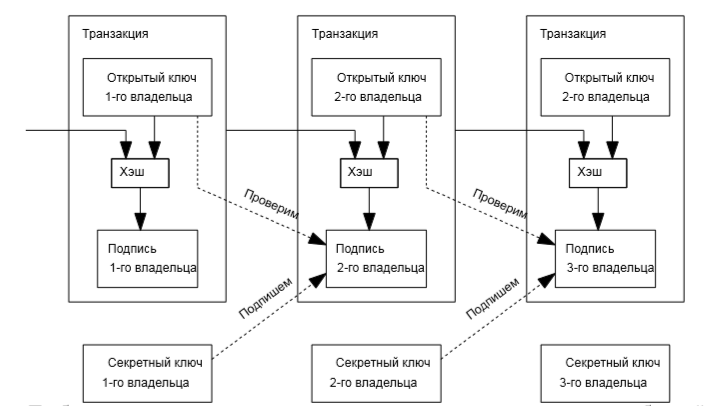 Транзакция
Транзакция
Транзакция
Открытый ключ
1-го владельца
Открытый ключ
2-го владельца
Открытый ключ
2-го владельца
Хэш
Хэш
Хэш
Проверим
Проверим
Подпись
1-го владельца
Подпись
2-го владельца
Подпись
3-го владельца
Подпишем
Подпишем
Секретный ключ
1-го владельца
Секретный ключ
2-го владельца
Секретный ключ
3-го владельца